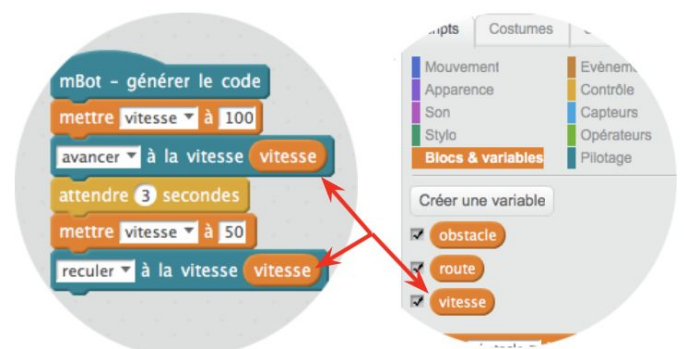 mBot - générer le code
mettre vitesse à 100
avancer à la vitesse vitesse
attendre 3 secondes
mettre vitesse à 50
reculer à la vitesse vitesse
Costumes
Mouvement
Apparence
Son
Stylo
Blocs & variables
Contrôle
Capteurs
Opérateurs
Pilotage
Créer une variable
obstacle
route
vitesse